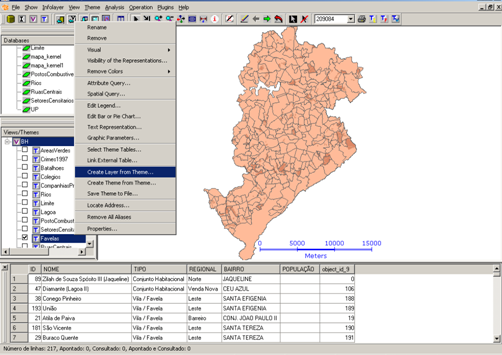 File Show Infolayer View Theme Analysis Operation Plugins Help
209084
Databases
Limite
mapa_kernel
mapa_kernel1
PostosCombustive
Rios
RuasCentrais
SetoresCensitarios
UP
Views/Themes
BH
AreasVerdes
Crimes1997
Batalhoes
Colegios
CompanhiasP
Rios
Limite
Lagoa
PostoCombust
SetoresCensita
Favelas
RuasCentrais
Rename
Remove
Visual
Visibility of the Representations...
Remove Colors
Attribute Query...
Spatial Query...
Edit Legend...
Edit Bar or Pie Chart...
Text Representation...
Graphic Parameters...
Select Theme Tables...
Link External Table...
Create Layer from Theme...
Create Theme from Theme...
Save Theme to File...
Locate Address...
Remove All Aliases
Properties...
0 5000 10000 15000
Meters
ID NOME TIPO REGIONAL BAIRRO POPULAÇÃO object_id_9
1 89 Zilah de Souza Spósito III (Jaqueline) Conjunto Habitacional Norte JAQUELINE 0
2 47 Diamante (Lagoa II) Conjunto Habitacional Venda Nova CEU AZUL 106
3 38 Conego Pinheiro Vila / Favela Leste SANTA EFIGENIA 188
4 193 União Vila / Favela Leste SANTA EFIGENIA 189
5 21 Atila de Paiva Vila / Favela Barreiro CONJ. JOAO PAULO II 19
6 181 São Vicente Vila / Favela Leste SANTA TEREZA 190
7 29 Buraco Quente Vila / Favela Leste SANTA TEREZA 191
Número de linhas: 217, Apontado: 0, Consultado: 0, Apontado e Consultado: 0